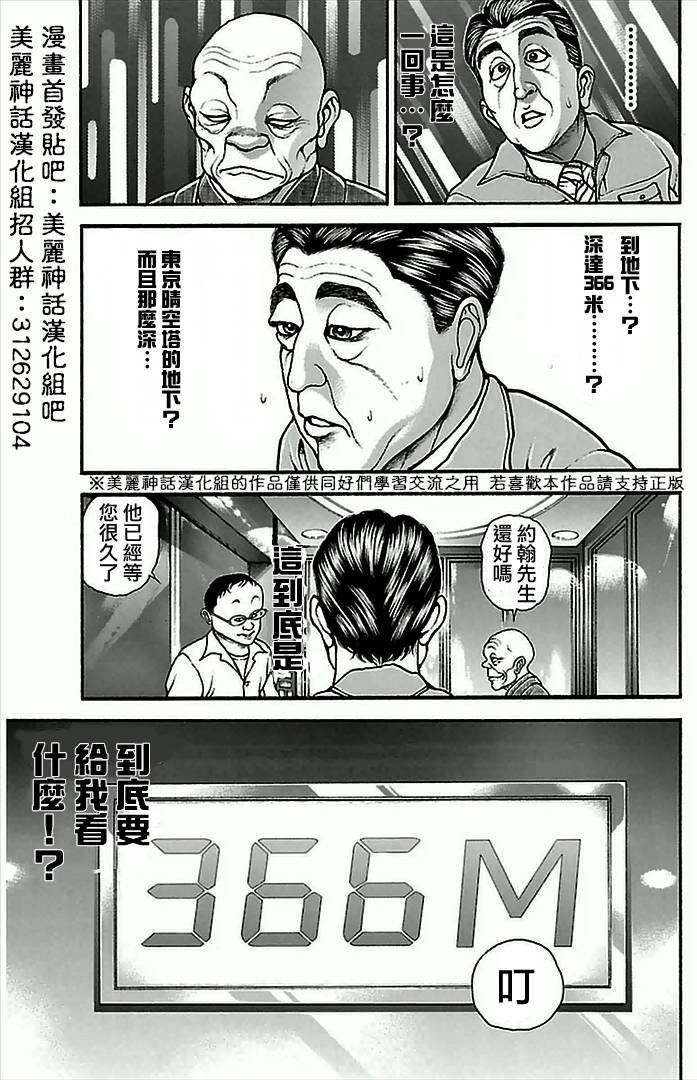 …………
這是怎麼
一回事…?
到地下…?
深達366
米………?
東京晴空塔的地下?
而且那麼深…
※美麗神話漢化組的作品僅供同好們學習交流之用 若喜歡本作品請支持正版
約翰先生
還好嗎
這到底是
他已經等
您很久了
到底要
給我看
什麼!?
366M
叮
漫畫首發貼吧：美麗神話漢化組吧
美麗神話漢化組招人群：312629104